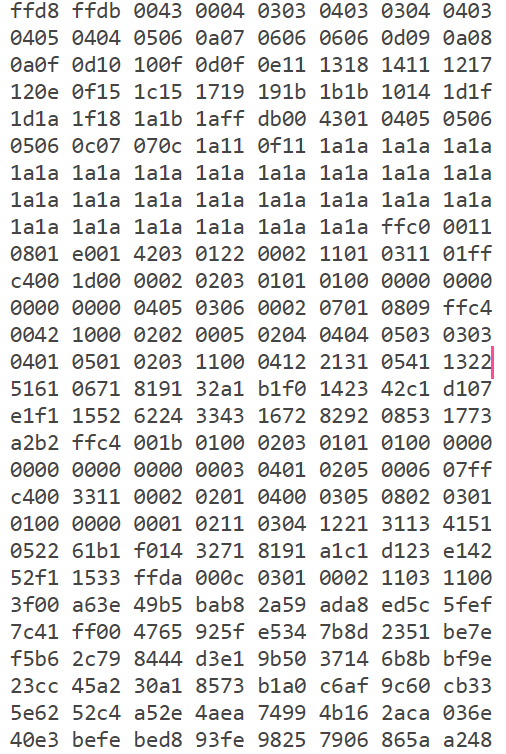 ffd8 ffdb 0043 0004 0303 0403 0304 0403
0405 0404 0506 0a07 0606 0606 0d09 0a08
0a0f 0d10 100f 0d0f 0e11 1318 1411 1217
120e 0f15 1c15 1719 191b 1b1b 1014 1d1f
1d1a 1f18 1a1b 1aff db00 4301 0405 0506
0506 0c07 070c 1a11 0f11 1a1a 1a1a 1a1a
1a1a 1a1a 1a1a 1a1a 1a1a 1a1a 1a1a 1a1a
1a1a 1a1a 1a1a 1a1a 1a1a 1a1a 1a1a 1a1a
1a1a 1a1a 1a1a 1a1a 1a1a 1a1a ffc0 0011
0801 e001 4203 0122 0002 1101 0311 01ff
c400 1d00 0002 0203 0101 0100 0000 0000
0000 0000 0405 0306 0002 0701 0809 ffc4
0042 1000 0202 0005 0204 0404 0503 0303
0401 0501 0203 1100 0412 2131 0541 1322
5161 0671 8191 32a1 b1f0 1423 42c1 d107
e1f1 1552 6224 3343 1672 8292 0853 1773
a2b2 ffc4 001b 0100 0203 0101 0100 0000
0000 0000 0000 0003 0401 0205 0006 07ff
c400 3311 0002 0201 0400 0305 0802 0301
0100 0000 0001 0211 0304 1221 3113 4151
0522 61b1 f014 3271 8191 a1c1 d123 e142
52f1 1533 ffda 000c 0301 0002 1103 1100
3f00 a63e 49b5 bab8 2a59 ada8 ed5c 5fef
7c41 ff00 4765 925f e534 7b8d 2351 be7e
f5b6 2c79 8444 d3e1 9b50 3714 6b8b bf9e
23cc 45a2 30a1 8573 b1a0 c6af 9c60 cb33
5e62 52c4 a52e 4aea 7499 4b16 2aca 036e
40e3 befe bed8 93fe 9825 7906 865a a248